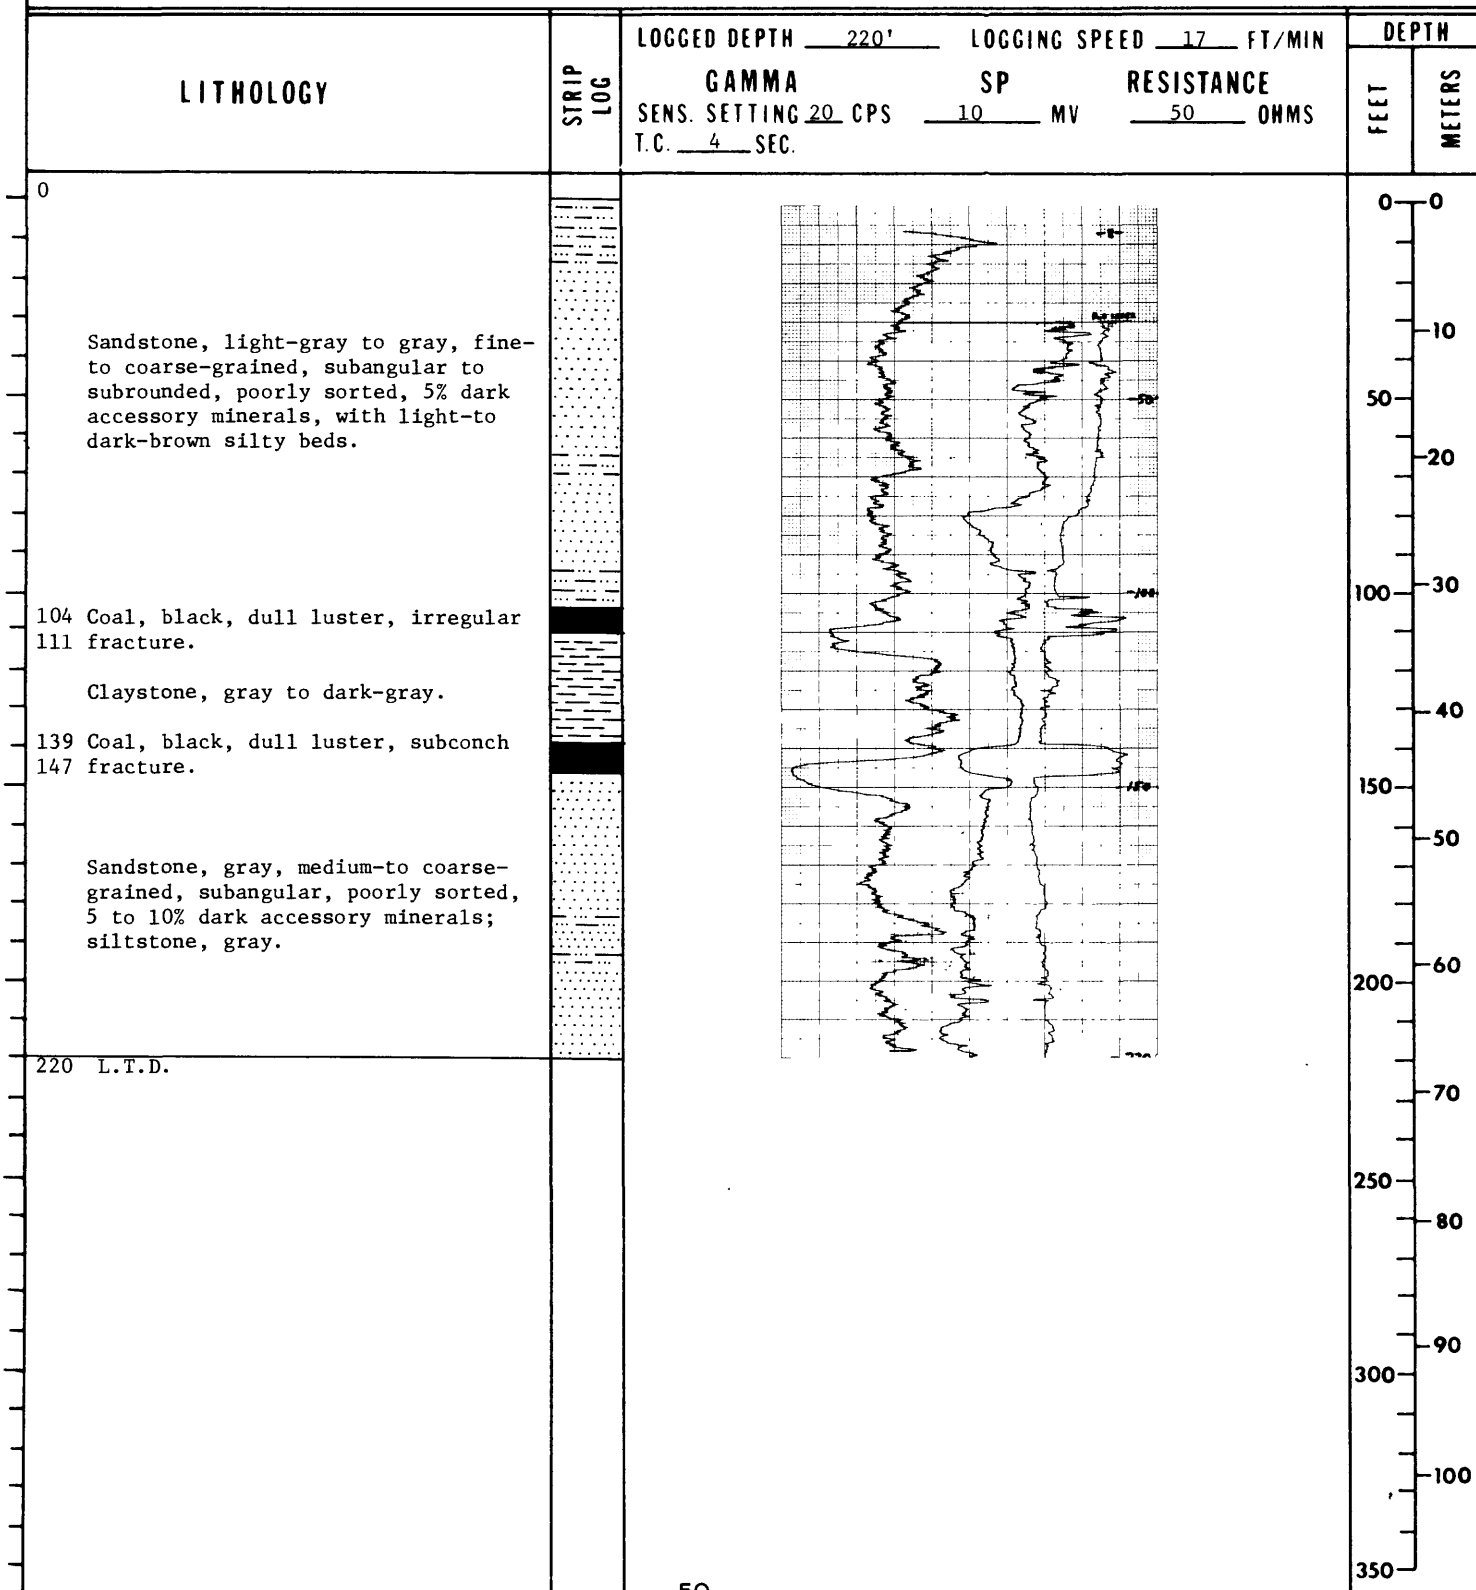 LOGGED DEPTH 220' LOGGING SPEED 17 FT/MIN
DEPTH
LITHOLOGY
STRIP LOG
GAMMA SP RESISTANCE
SENS. SETTING 20 CPS 10 MV 50 OHMS
T.C. 4 SEC.
FEET
METERS
0
Sandstone, light-gray to gray, fine-
to coarse-grained, subangular to
subrounded, poorly sorted, 5% dark
accessory minerals, with light-to
dark-brown silty beds.
104 Coal, black, dull luster, irregular
111 fracture.
Claystone, gray to dark-gray.
139 Coal, black, dull luster, subconch
147 fracture.
Sandstone, gray, medium-to coarse-
grained, subangular, poorly sorted,
5 to 10% dark accessory minerals;
siltstone, gray.
220 L.T.D.
-0-
-50
-100
150
220
0
50
100
150
200
250
300
350
0
10
20
30
40
50
60
70
80
90
100
50